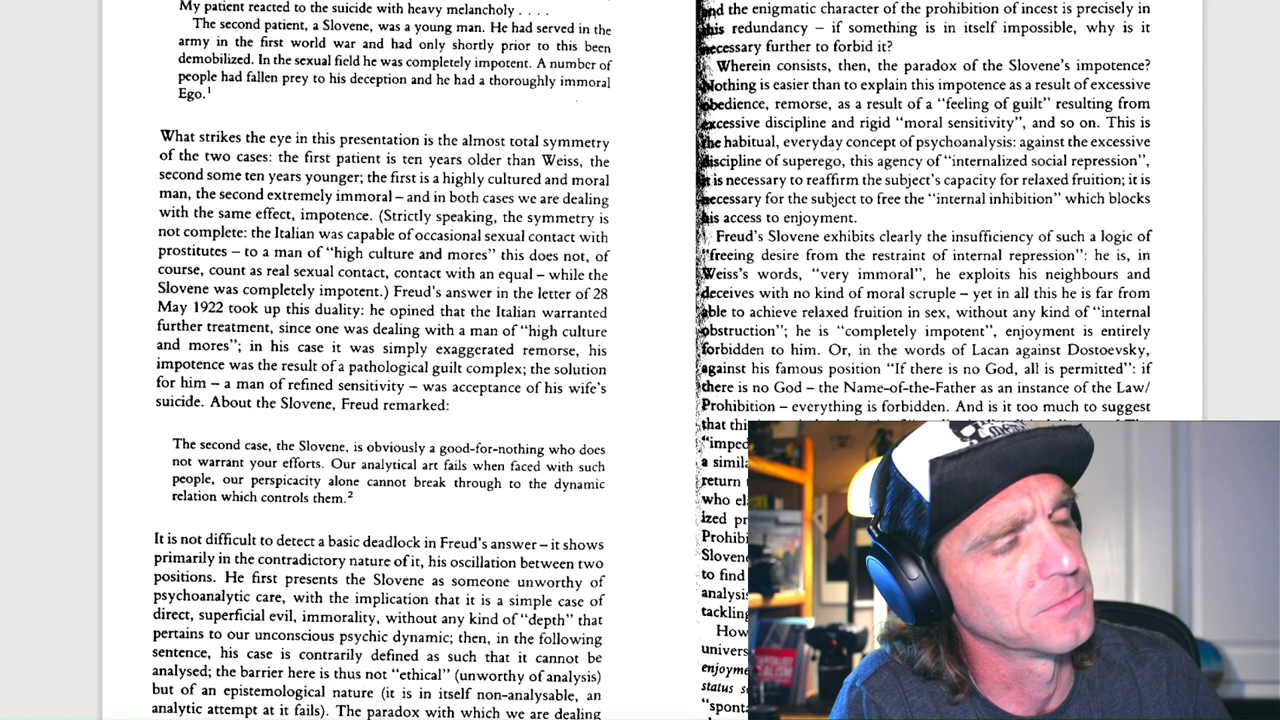 My patient reacted to the suicide with heavy melancholy . . . .
The second patient, a Slovene, was a young man. He had served in the
army in the first world war and had only shortly prior to this been
demobilized. In the sexual field he was completely impotent. A number of
people had fallen prey to his deception and he had a thoroughly immoral
Ego.¹
What strikes the eye in this presentation is the almost total symmetry
of the two cases: the first patient is ten years older than Weiss, the
second some ten years younger; the first is a highly cultured and moral
man, the second extremely immoral – and in both cases we are dealing
with the same effect, impotence. (Strictly speaking, the symmetry is
not complete: the Italian was capable of occasional sexual contact with
prostitutes – to a man of “high culture and mores” this does not, of
course, count as real sexual contact, contact with an equal – while the
Slovene was completely impotent.) Freud’s answer in the letter of 28
May 1922 took up this duality: he opined that the Italian warranted
further treatment, since one was dealing with a man of “high culture
and mores”; in his case it was simply exaggerated remorse, his
impotence was the result of a pathological guilt complex; the solution
for him – a man of refined sensitivity – was acceptance of his wife’s
suicide. About the Slovene, Freud remarked:
The second case, the Slovene, is obviously a good-for-nothing who does
not warrant your efforts. Our analytical art fails when faced with such
people, our perspicacity alone cannot break through to the dynamic
relation which controls them.²
It is not difficult to detect a basic deadlock in Freud’s answer – it shows
primarily in the contradictory nature of it, his oscillation between two
positions. He first presents the Slovene as someone unworthy of
psychoanalytic care, with the implication that it is a simple case of
direct, superficial evil, immorality, without any kind of “depth” that
pertains to our unconscious psychic dynamic; then, in the following
sentence, his case is contrarily defined as such that it cannot be
analysed; the barrier here is thus not “ethical” (unworthy of analysis)
but of an epistemological nature (it is in itself non-analysable, an
analytic attempt at it fails). The paradox with which we are dealing
and the enigmatic character of the prohibition of incest is precisely in
this redundancy – if something is in itself impossible, why is it
necessary further to forbid it?
Wherein consists, then, the paradox of the Slovene’s impotence?
Nothing is easier than to explain this impotence as a result of excessive
obedience, remorse, as a result of a “feeling of guilt” resulting from
excessive discipline and rigid “moral sensitivity”, and so on. This is
the habitual, everyday concept of psychoanalysis: against the excessive
discipline of superego, this agency of “internalized social repression”,
it is necessary to reaffirm the subject’s capacity for relaxed fruition; it is
necessary for the subject to free the “internal inhibition” which blocks
his access to enjoyment.
Freud’s Slovene exhibits clearly the insufficiency of such a logic of
“freeing desire from the restraint of internal repression”: he is, in
Weiss’s words, “very immoral”, he exploits his neighbours and
deceives with no kind of moral scruple – yet in all this he is far from
able to achieve relaxed fruition in sex, without any kind of “internal
obstruction”; he is “completely impotent”, enjoyment is entirely
forbidden to him. Or, in the words of Lacan against Dostoevsky,
against his famous position “If there is no God, all is permitted”: if
there is no God – the Name-of-the-Father as an instance of the Law/
Prohibition – everything is forbidden. And is it too much to suggest
that
“imped
a simila
return
who el
ized pr
Prohibi
Sloven
to find
analysi
tackling
How
univers
enjoyme
status s
“spont